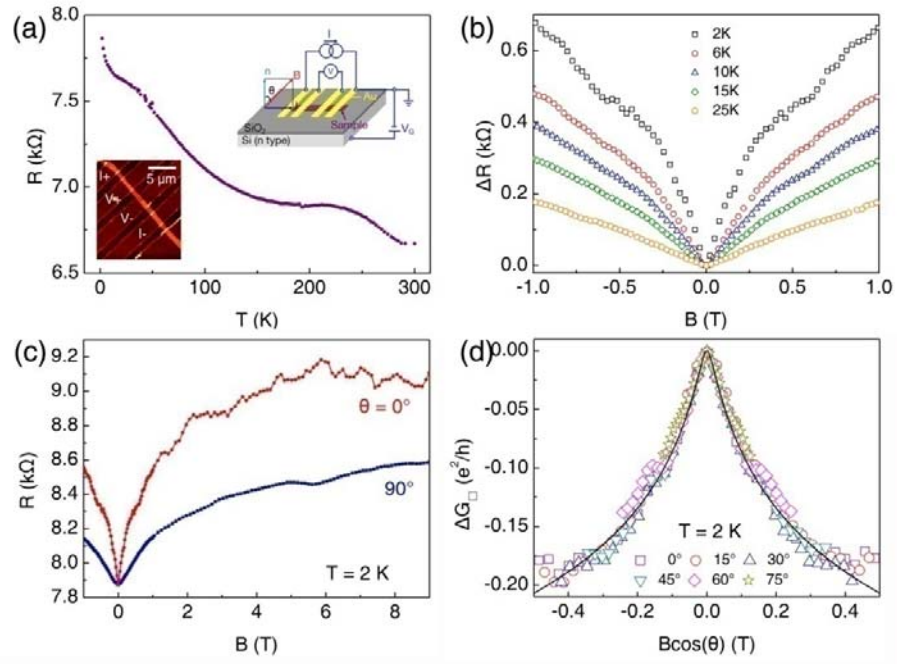 (a)
8.0
7.5
7.0
6.5
R (kΩ)
0 100 200 300
T (K)
I
V
n
B
θ
Au
SiO₂
Sample
Si (n type)
V_G
I+
V+
V-
I-
5 μm
(b)
0.6
0.4
0.2
0.0
ΔR (kΩ)
2K
6K
10K
15K
25K
-1.0 -0.5 0.0 0.5 1.0
B (T)
(c)
9.2
9.0
8.8
8.6
8.4
8.2
8.0
7.8
R (kΩ)
θ = 0°
90°
T = 2 K
0 2 4 6 8
B (T)
(d)
0.00
-0.05
-0.10
-0.15
-0.20
ΔG□ (e²/h)
T = 2 K
0° 15° 30°
45° 60° 75°
-0.4 -0.2 0.0 0.2 0.4
Bcos(θ) (T)